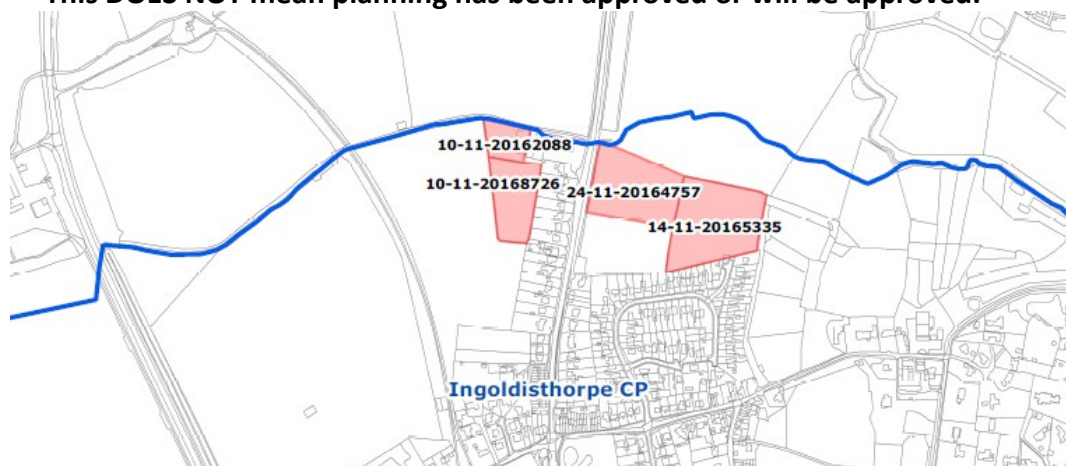 This DOES NOT mean planning has been approved or will be approved.
10-11-20162088
10-11-20168726
24-11-20164757
14-11-20165335
Ingoldisthorpe CP